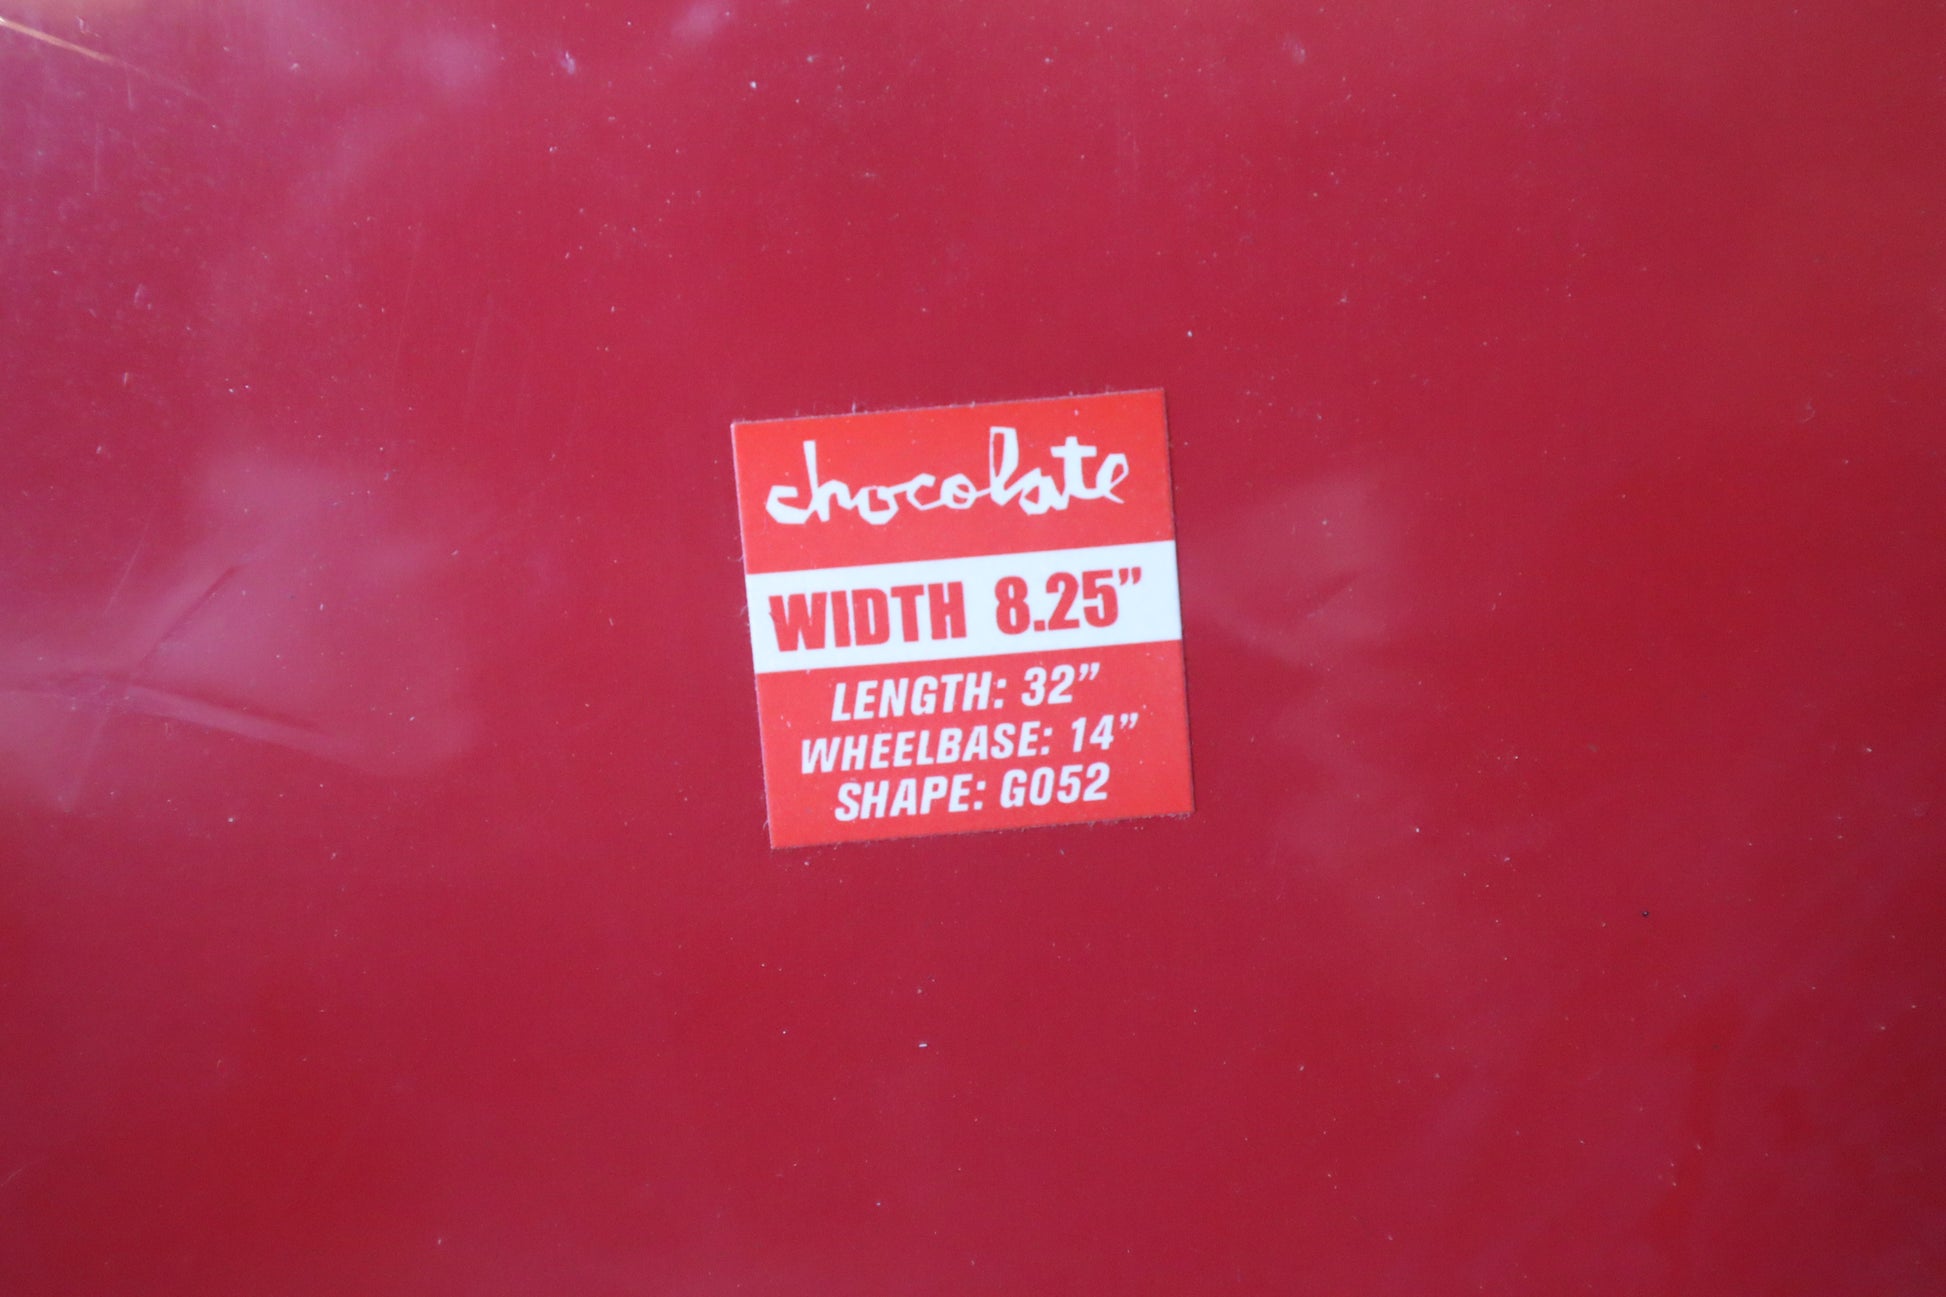 chocolate
WIDTH 8.25”
LENGTH: 32”
WHEELBASE: 14”
SHAPE: G052